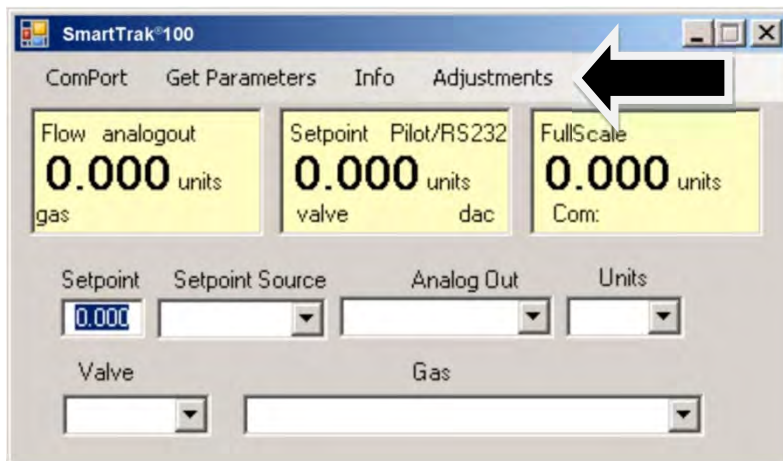 SmartTrak®100
ComPort Get Parameters Info Adjustments
Flow analogout
0.000 units
gas
Setpoint Pilot/RS232
0.000 units
valve dac
FullScale
0.000 units
Com:
Setpoint Setpoint Source Analog Out Units
0.000
Valve Gas